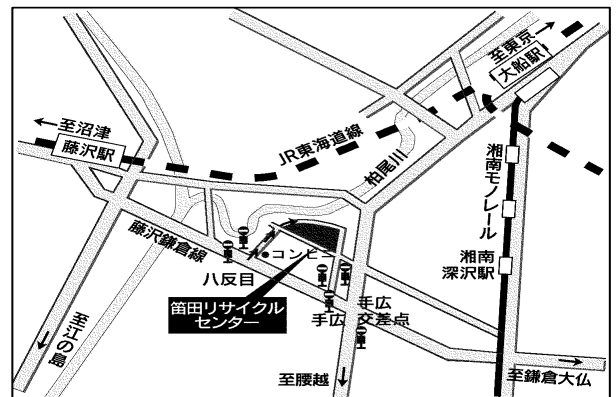 至東京
大船駅
至沼津
藤沢駅
JR東海道線
柏尾川
湘南モノレール
藤沢鎌倉線
コンビニ
八反目
湘南
深沢駅
笛田リサイクル
センター
手広
手広
交差点
至江の島
至腰越
至鎌倉大仏